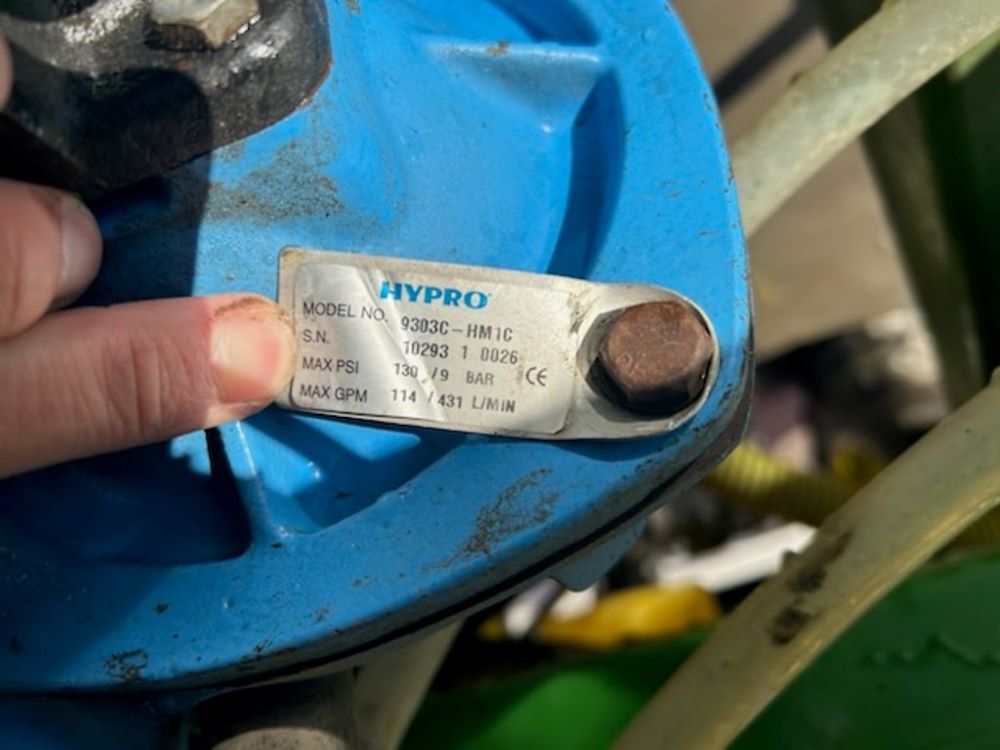 HYPRO
MODEL NO. 9303C-HM1C
S.N. T0293 1 0026
MAX PSI 130 /9 BAR CE
MAX GPM 114 / 431 L/MIN